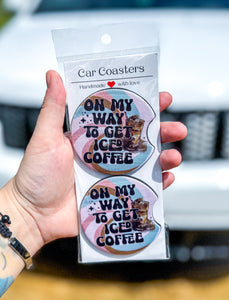 Car Coasters
Handmade ❤ with love
ON MY
WAY
TO GET
ICED
COFFEE
ON MY
WAY
TO GET
ICED
COFFEE